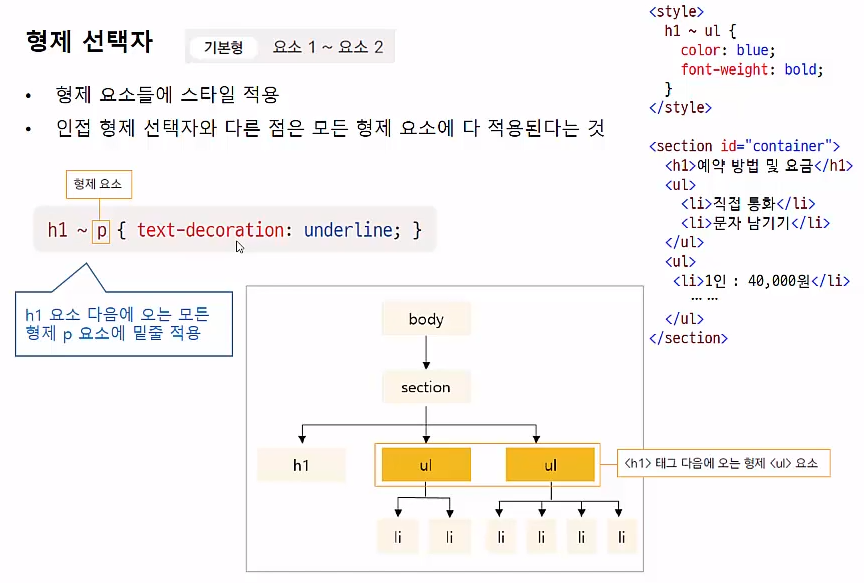 형제 선택자
기본형 요소 1 ~ 요소 2
• 형제 요소들에 스타일 적용
• 인접 형제 선택자와 다른 점은 모든 형제 요소에 다 적용된다는 것
형제 요소
h1 ~ p { text-decoration: underline; }
h1 요소 다음에 오는 모든
형제 p 요소에 밑줄 적용
<style>
h1 ~ ul {
color: blue;
font-weight: bold;
}
</style>
<section id="container">
<h1>예약 방법 및 요금</h1>
<ul>
<li>직접 통화</li>
<li>문자 남기기</li>
</ul>
<ul>
<li>1인 : 40,000원</li>
… …
</ul>
</section>
body
section
h1 ul ul
<h1> 태그 다음에 오는 형제 <ul> 요소
li li li li li li